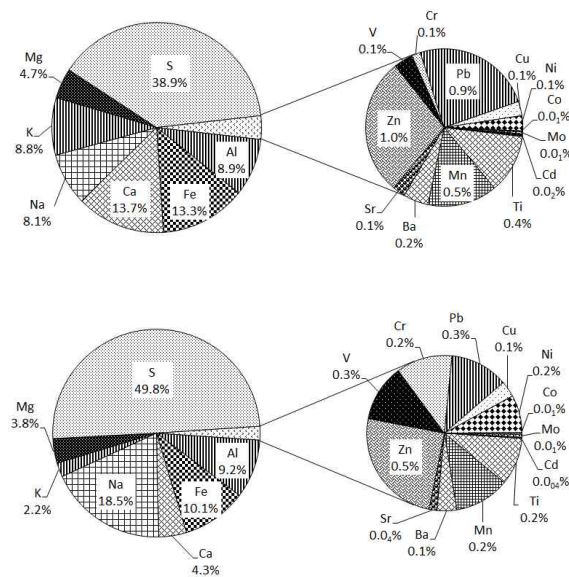 Mg
4.7%
S
38.9%
K
8.8%
Na
8.1%
Ca
13.7%
Fe
13.3%
Al
8.9%
V
0.1%
Cr
0.1%
Pb
0.9%
Cu
0.1%
Ni
0.1%
Co
0.0₁%
Mo
0.0₁%
Cd
0.0₂%
Ti
0.4%
Mn
0.5%
Ba
0.2%
Sr
0.1%
Zn
1.0%
Mg
3.8%
S
49.8%
K
2.2%
Na
18.5%
Ca
4.3%
Fe
10.1%
Al
9.2%
V
0.3%
Cr
0.2%
Pb
0.3%
Cu
0.1%
Ni
0.2%
Co
0.0₁%
Mo
0.0₁%
Cd
0.0₀₄%
Ti
0.2%
Mn
0.2%
Ba
0.1%
Sr
0.0₄%
Zn
0.5%